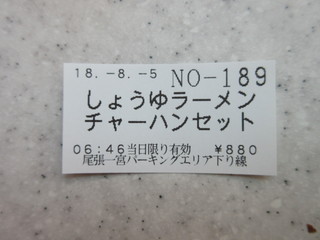 18.-8.-5 NO-189
しょうゆラーメン
チャーハンセット
06:46当日限り有効 ¥880
尾張一宮パーキングエリア下り線